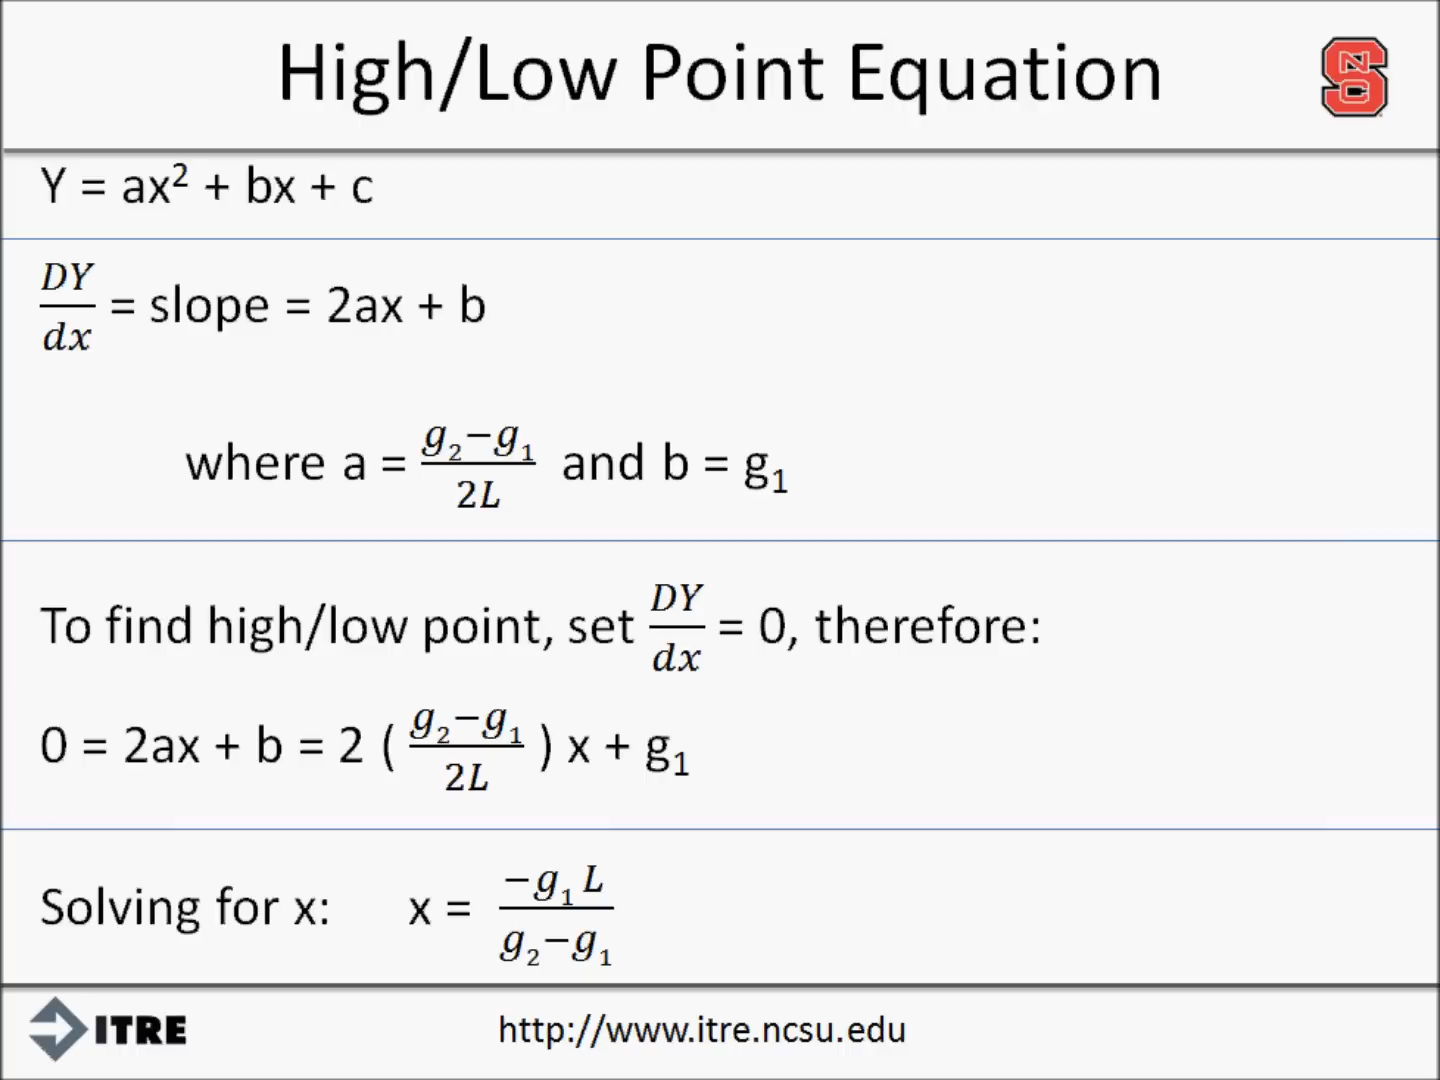 High/Low Point Equation
NC S
Y = ax² + bx + c
DY/dx = slope = 2ax + b
where a = (g₂−g₁)/2L and b = g₁
To find high/low point, set DY/dx = 0, therefore:
0 = 2ax + b = 2 ( (g₂−g₁)/2L ) x + g₁
Solving for x: x = (−g₁ L)/(g₂−g₁)
ITRE
http://www.itre.ncsu.edu